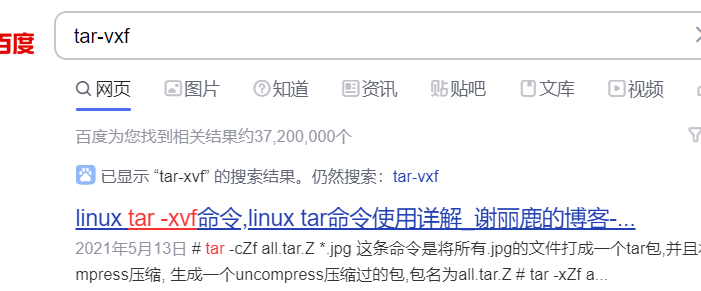 tar-vxf
百度
网页 图片 知道 资讯 贴吧 文库 视频
百度为您找到相关结果约37,200,000个
已显示 “tar-xvf” 的搜索结果。仍然搜索：tar-vxf
linux tar -xvf命令,linux tar命令使用详解_谢丽鹿的博客-...
2021年5月13日 # tar -cZf all.tar.Z *.jpg 这条命令是将所有.jpg的文件打成一个tar包,并且
mpress压缩, 生成一个uncompress压缩过的包,包名为all.tar.Z # tar -xZf a...